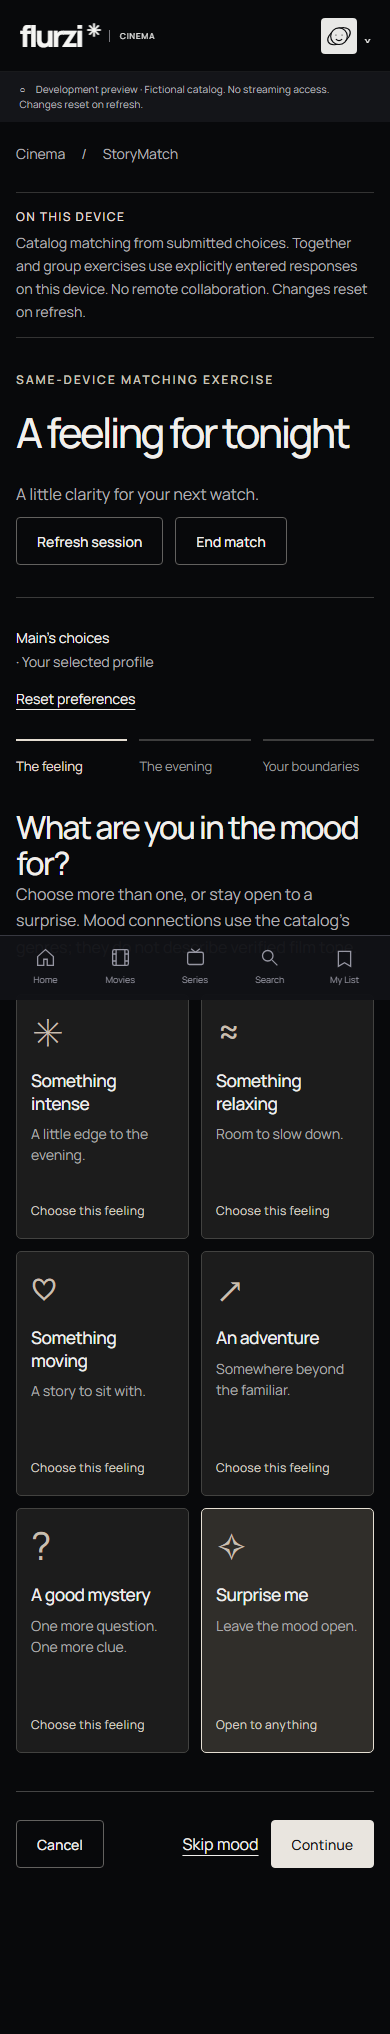 flurzi* | CINEMA
Development preview · Fictional catalog. No streaming access.
Changes reset on refresh.
Cinema / StoryMatch
ON THIS DEVICE
Catalog matching from submitted choices. Together
and group exercises use explicitly entered responses
on this device. No remote collaboration. Changes reset
on refresh.
SAME-DEVICE MATCHING EXERCISE
A feeling for tonight
A little clarity for your next watch.
Refresh session End match
Main's choices
· Your selected profile
Reset preferences
The feeling The evening Your boundaries
What are you in the mood
for?
Choose more than one, or stay open to a
surprise. Mood connections use the catalog's
genres; they do not describe verified film tone.
Home Movies Series Search My List
Something
intense
A little edge to the
evening.
Choose this feeling
Something
relaxing
Room to slow down.
Choose this feeling
Something
moving
A story to sit with.
Choose this feeling
An adventure
Somewhere beyond
the familiar.
Choose this feeling
?
A good mystery
One more question.
One more clue.
Choose this feeling
Surprise me
Leave the mood open.
Open to anything
Cancel Skip mood Continue